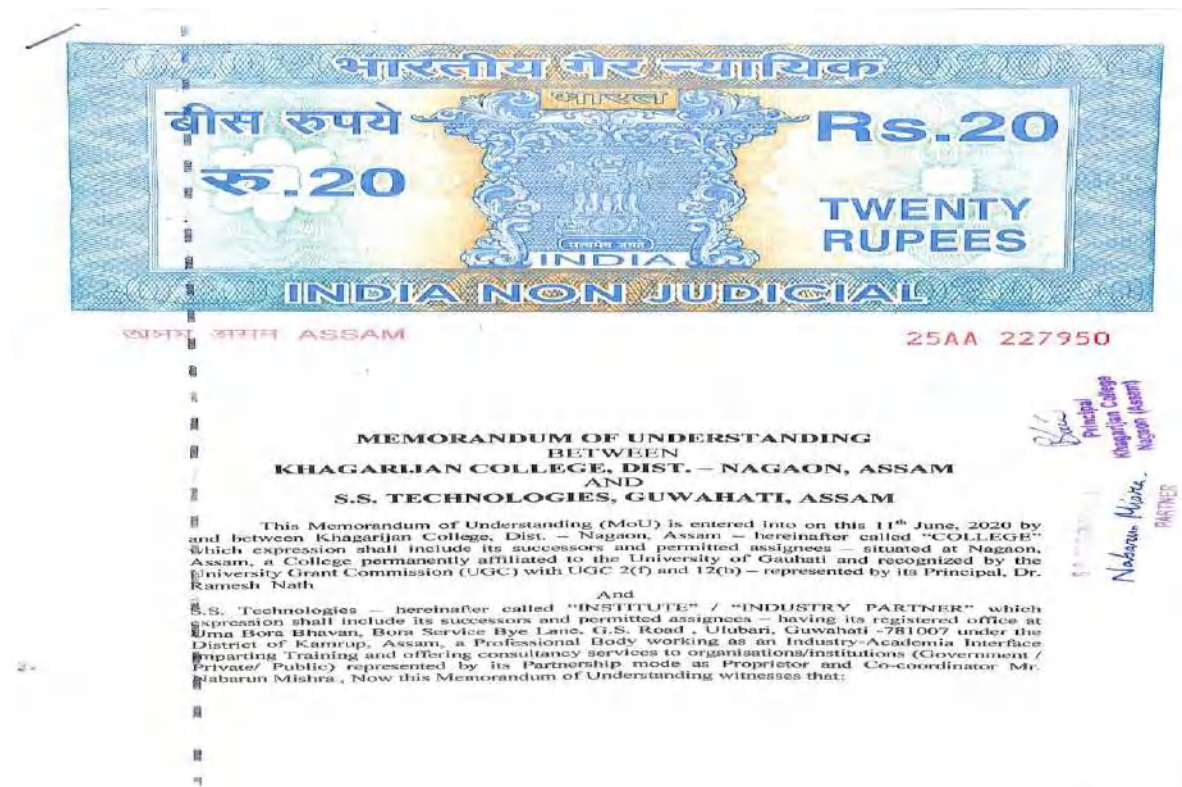 भारतीय गैर न्यायिक
भारत
बीस रुपये
रु.20
Rs.20
TWENTY
RUPEES
सत्यमेव जयते
INDIA
INDIA NON JUDICIAL
অসম असम ASSAM
25AA 227950
Principal
Khagarijan College
Nagaon (Assam)
Nabarun Mishra.
PARTNER
MEMORANDUM OF UNDERSTANDING
BETWEEN
KHAGARIJAN COLLEGE, DIST. – NAGAON, ASSAM
AND
S.S. TECHNOLOGIES, GUWAHATI, ASSAM
This Memorandum of Understanding (MoU) is entered into on this 11th June, 2020 by
and between Khagarijan College, Dist. – Nagaon, Assam – hereinafter called "COLLEGE"
which expression shall include its successors and permitted assignees – situated at Nagaon,
Assam, a College permanently affiliated to the University of Gauhati and recognized by the
University Grant Commission (UGC) with UGC 2(f) and 12(b) – represented by its Principal, Dr.
Ramesh Nath
And
S.S. Technologies – hereinafter called "INSTITUTE" / "INDUSTRY PARTNER" which
expression shall include its successors and permitted assignees – having its registered office at
Uma Bora Bhavan, Bora Service Bye Lane, G.S. Road , Ulubari, Guwahati -781007 under the
District of Kamrup, Assam, a Professional Body working as an Industry-Academia Interface
imparting Training and offering consultancy services to organisations/institutions (Government /
Private/ Public) represented by its Partnership mode as Proprietor and Co-coordinator Mr.
Nabarun Mishra , Now this Memorandum of Understanding witnesses that: